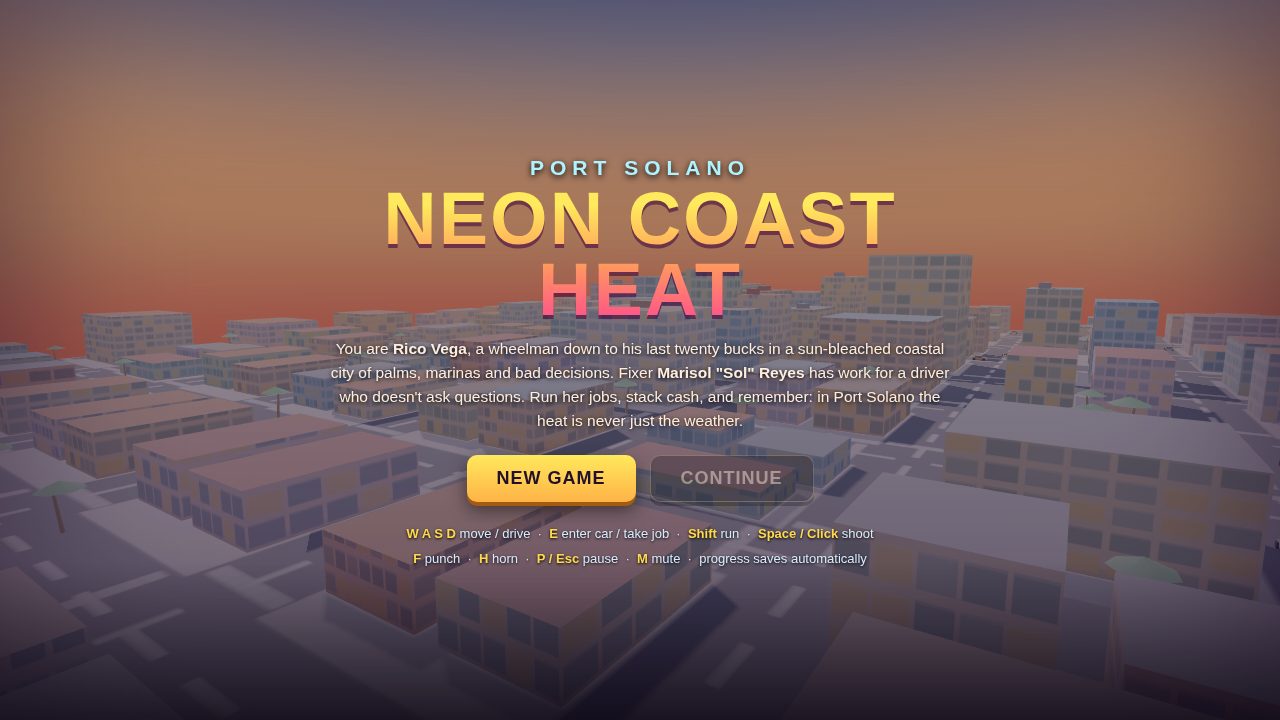 PORT SOLANO
NEON COAST
HEAT
You are Rico Vega, a wheelman down to his last twenty bucks in a sun-bleached coastal
city of palms, marinas and bad decisions. Fixer Marisol "Sol" Reyes has work for a driver
who doesn't ask questions. Run her jobs, stack cash, and remember: in Port Solano the
heat is never just the weather.
NEW GAME CONTINUE
W A S D move / drive · E enter car / take job · Shift run · Space / Click shoot
F punch · H horn · P / Esc pause · M mute · progress saves automatically